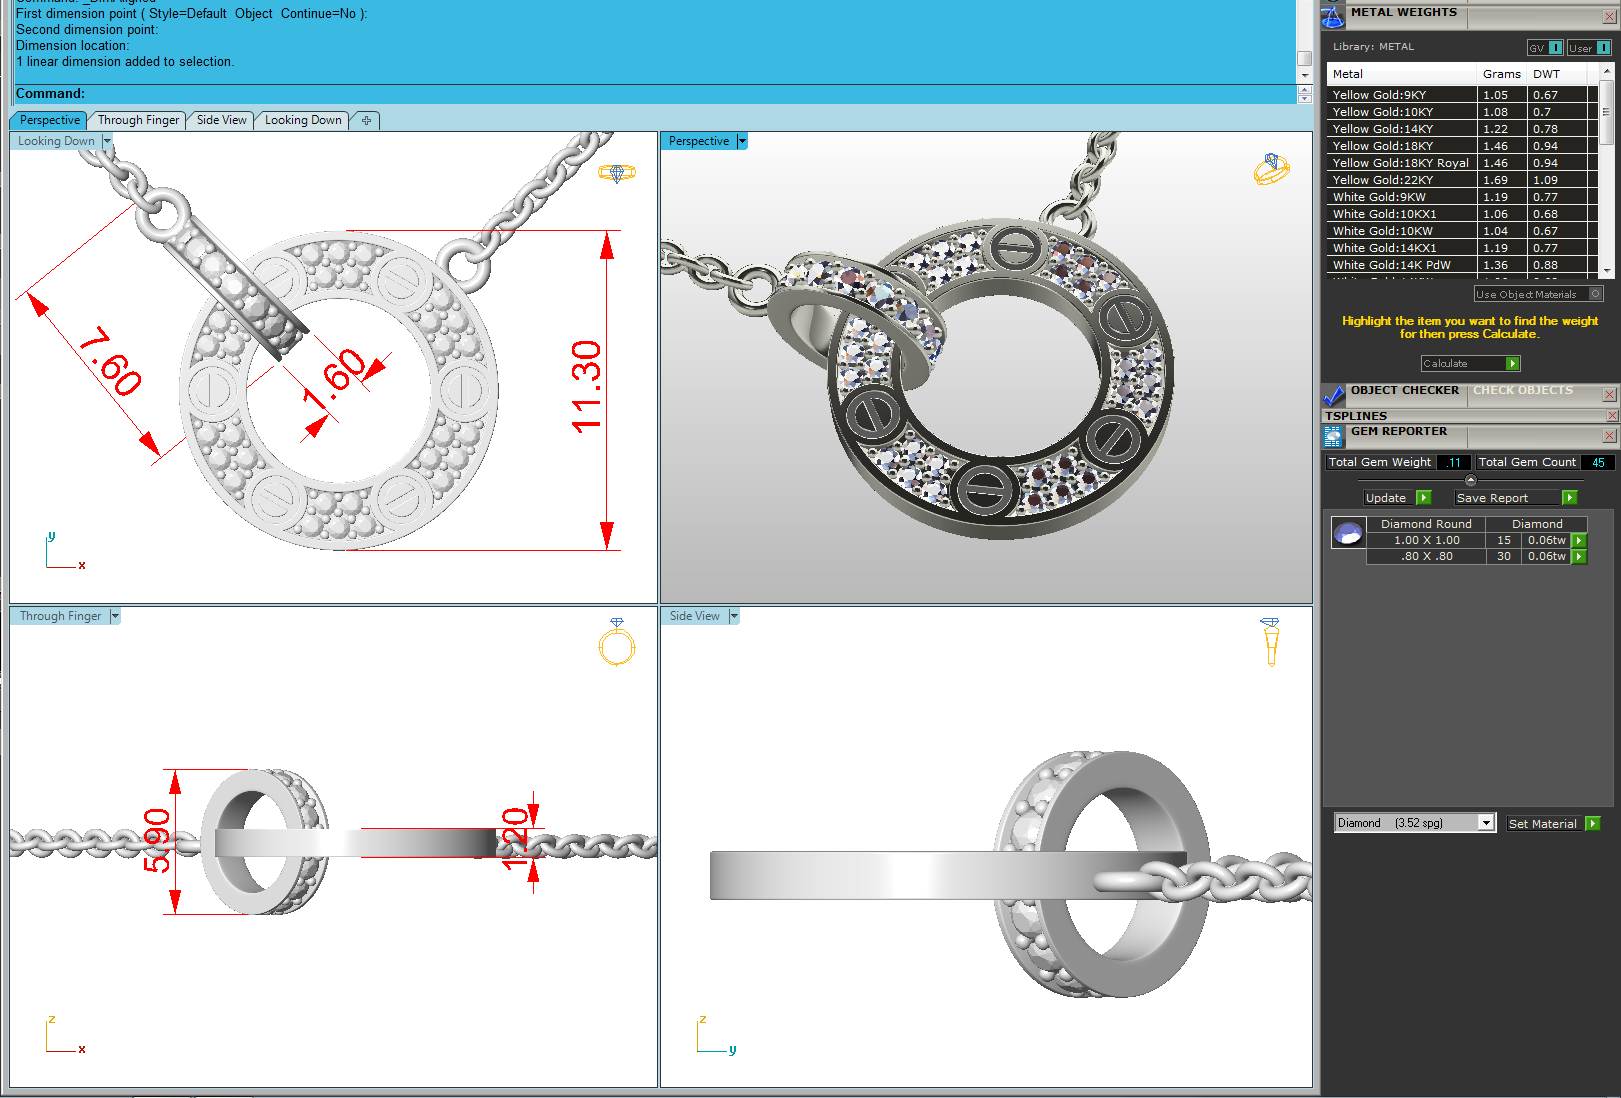 Command: _DimAligned
First dimension point ( Style=Default  Object  Continue=No ):
Second dimension point:
Dimension location:
1 linear dimension added to selection.
Command:
Perspective
Through Finger
Side View
Looking Down
Looking Down
7.60
1.60
11.30
y
x
Perspective
Through Finger
5.90
1.20
z
x
Side View
z
y
METAL WEIGHTS
Library: METAL
GV
User
Metal Grams DWT
Yellow Gold:9KY 1.05 0.67
Yellow Gold:10KY 1.08 0.7
Yellow Gold:14KY 1.22 0.78
Yellow Gold:18KY 1.46 0.94
Yellow Gold:18KY Royal 1.46 0.94
Yellow Gold:22KY 1.69 1.09
White Gold:9KW 1.19 0.77
White Gold:10KX1 1.06 0.68
White Gold:10KW 1.04 0.67
White Gold:14KX1 1.19 0.77
White Gold:14K PdW 1.36 0.88
Use Object Materials
Highlight the item you want to find the weight
for then press Calculate.
Calculate
OBJECT CHECKER CHECK OBJECTS
TSPLINES
GEM REPORTER
Total Gem Weight .11 Total Gem Count 45
Update Save Report
Diamond Round Diamond
1.00 X 1.00 15 0.06tw
.80 X .80 30 0.06tw
Diamond (3.52 spg) Set Material